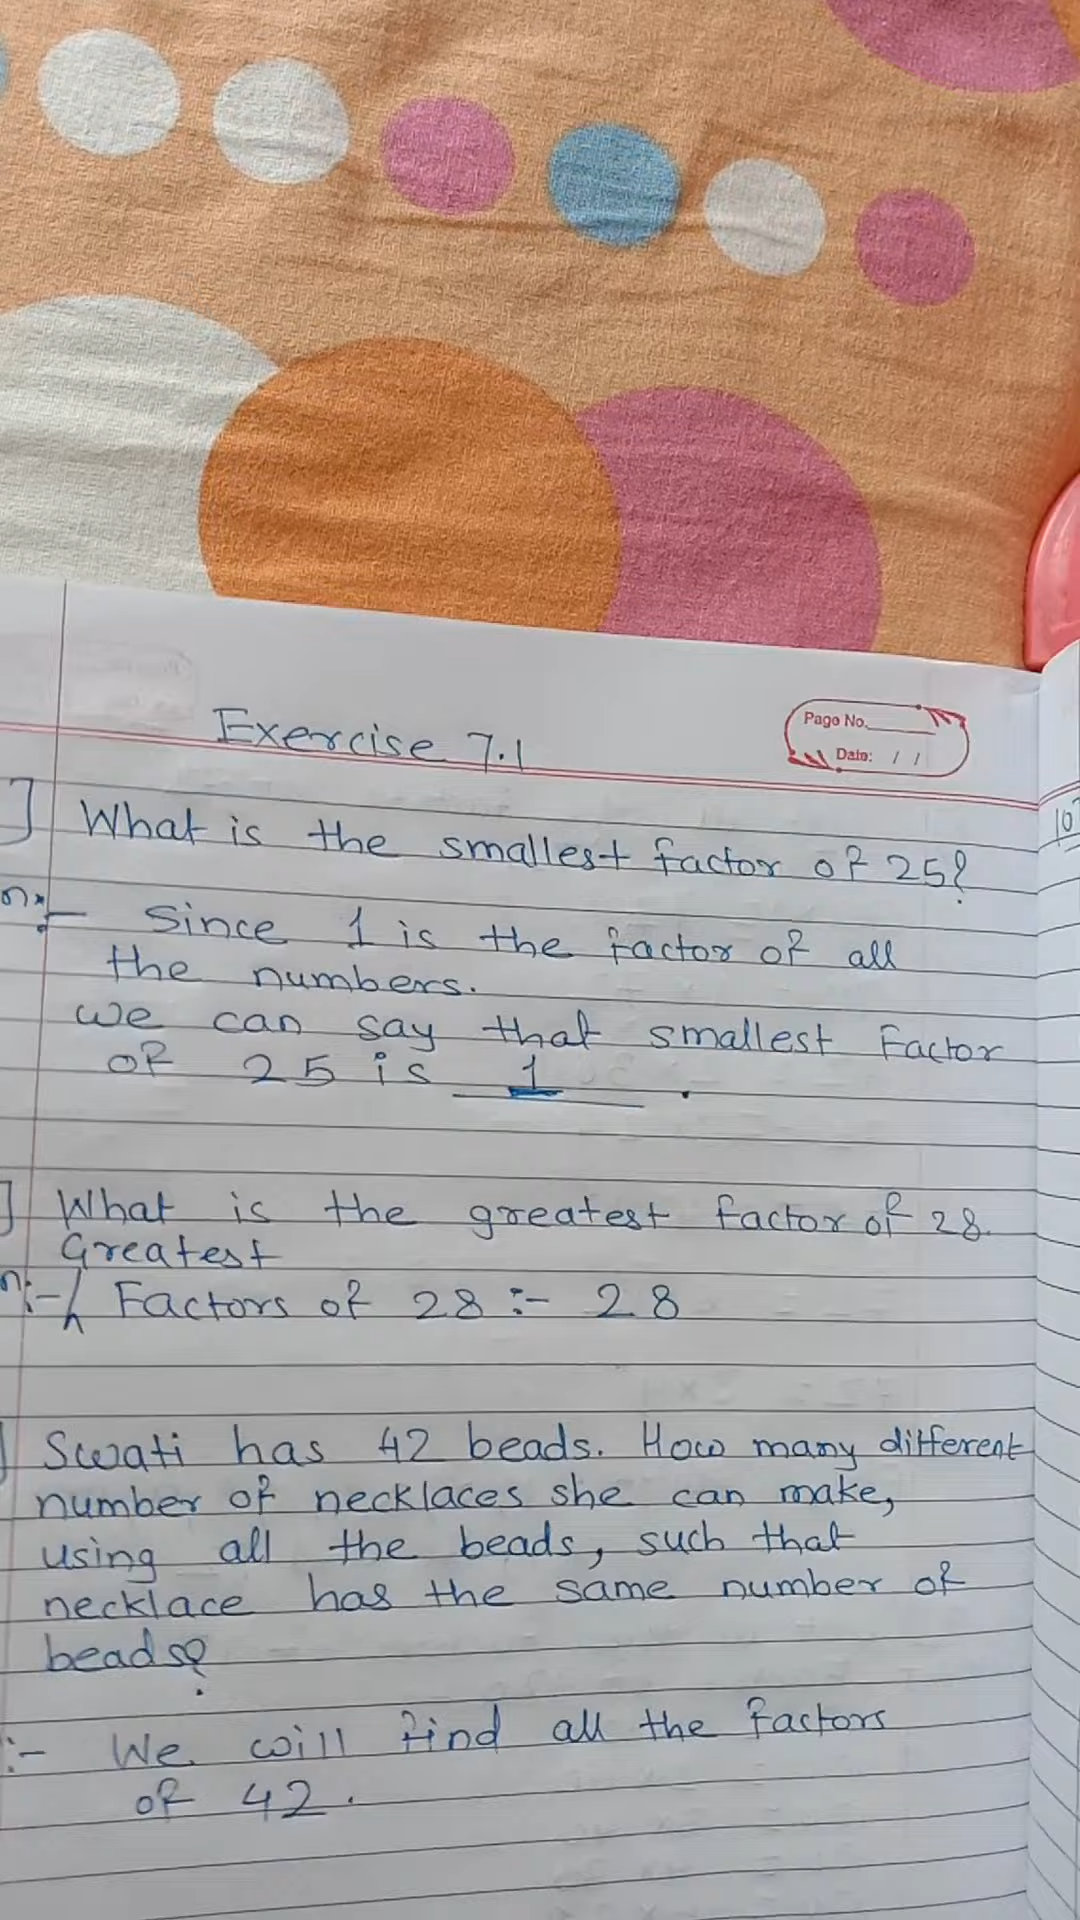 Exercise 7.1
Page No.
Date: / /
] What is the smallest factor of 25?
n:- Since 1 is the factor of all
the numbers.
we can say that smallest Factor
of 25 is 1 .
] What is the greatest factor of 28.
Greatest
n:- Factors of 28 :- 28
] Swati has 42 beads. How many different
number of necklaces she can make,
using all the beads, such that
necklace has the same number of
beads?
:- We will find all the factors
of 42.
10